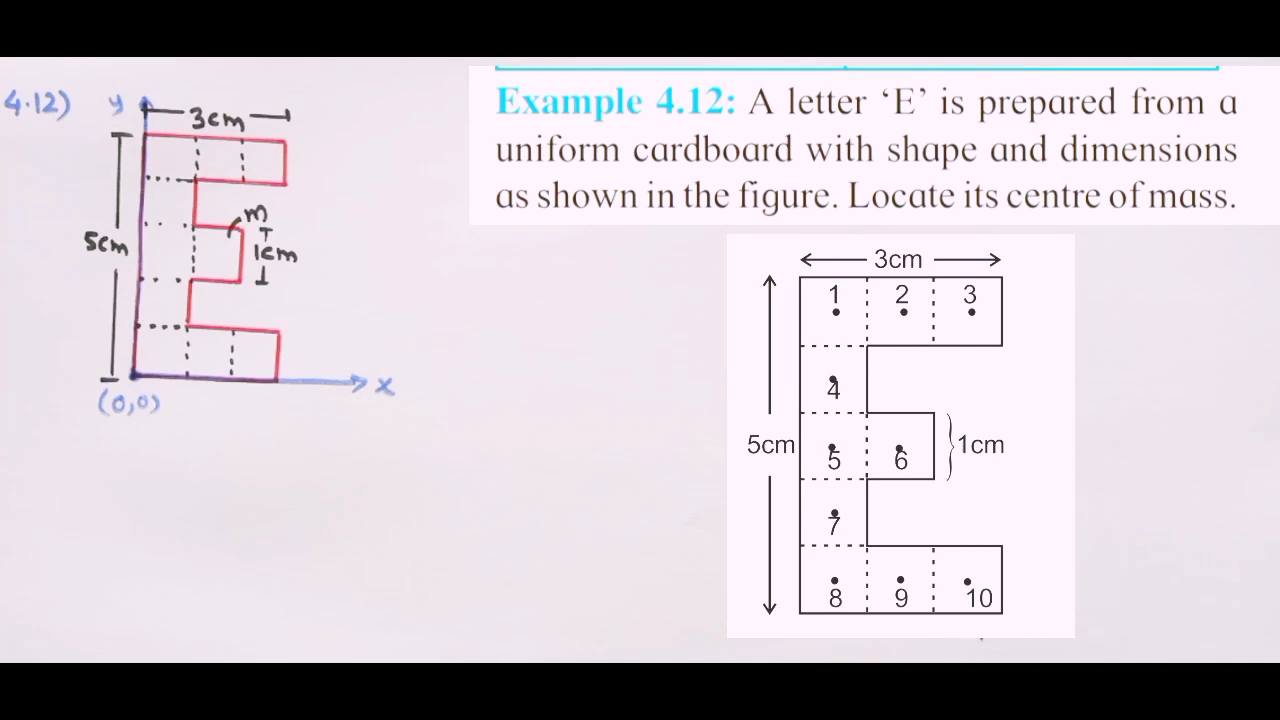 4.12)
y
3cm
m
1cm
5cm
x
(0,0)
Example 4.12: A letter ‘E’ is prepared from a
uniform cardboard with shape and dimensions
as shown in the figure. Locate its centre of mass.
3cm
1 2 3
4
5cm 5 6 1cm
7
8 9 10